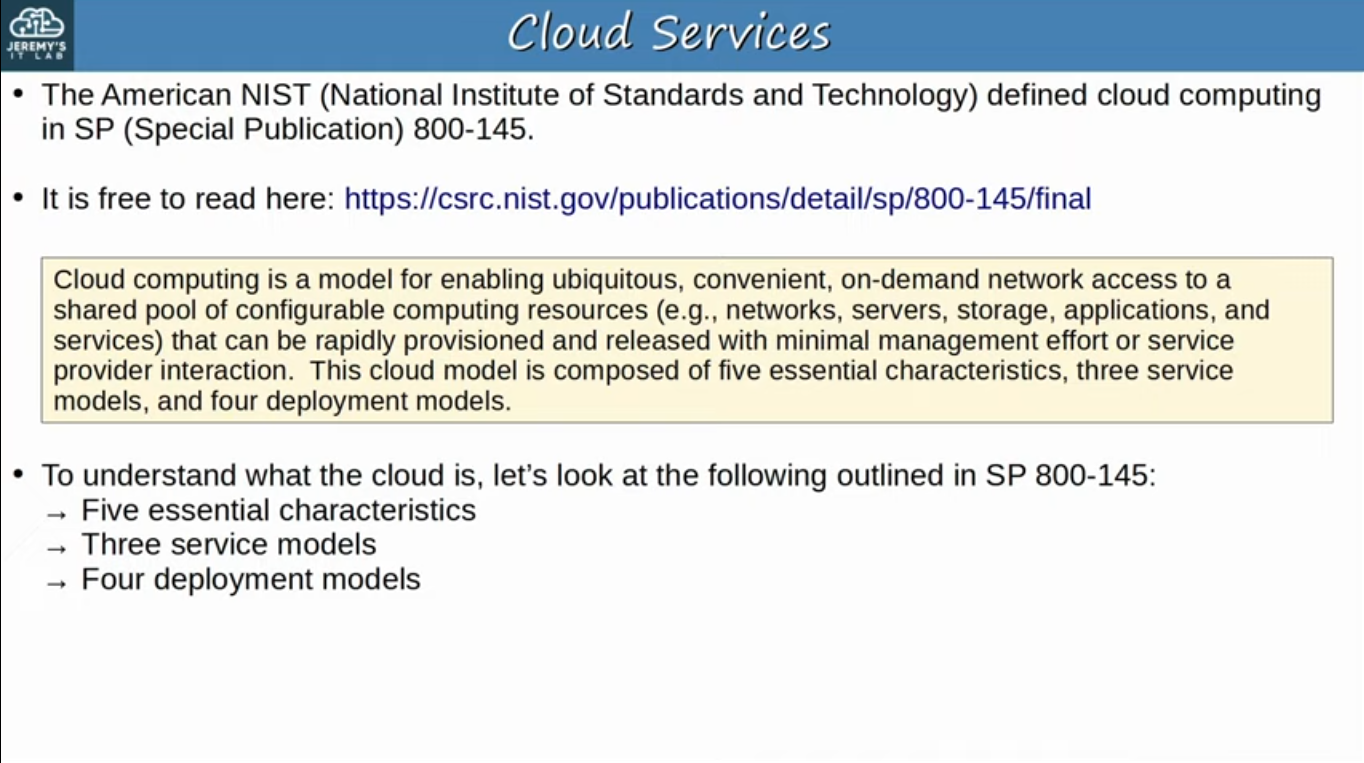 JEREMY'S
IT LAB
Cloud Services
• The American NIST (National Institute of Standards and Technology) defined cloud computing
in SP (Special Publication) 800-145.
• It is free to read here: https://csrc.nist.gov/publications/detail/sp/800-145/final
Cloud computing is a model for enabling ubiquitous, convenient, on-demand network access to a
shared pool of configurable computing resources (e.g., networks, servers, storage, applications, and
services) that can be rapidly provisioned and released with minimal management effort or service
provider interaction.  This cloud model is composed of five essential characteristics, three service
models, and four deployment models.
• To understand what the cloud is, let's look at the following outlined in SP 800-145:
→ Five essential characteristics
→ Three service models
→ Four deployment models